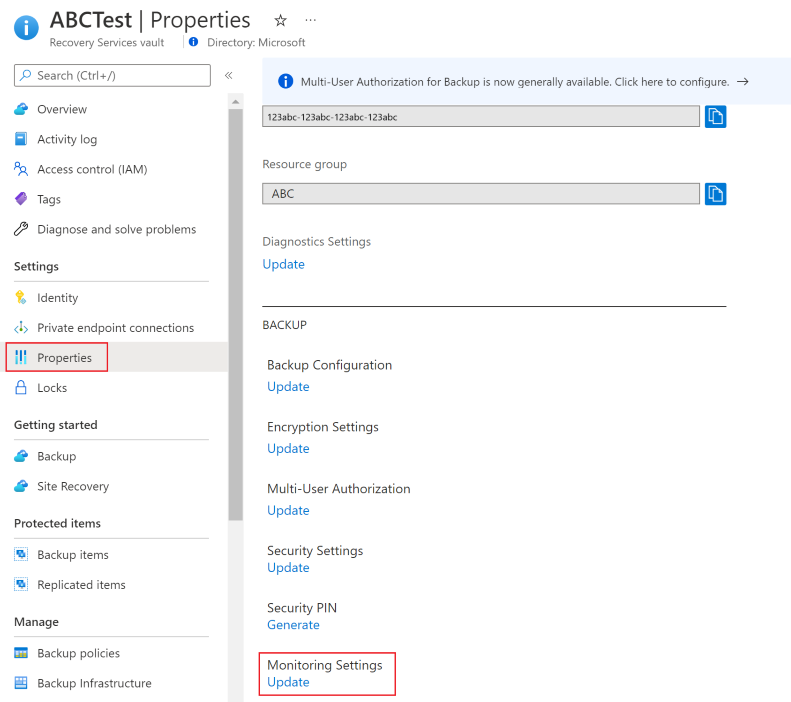 ABCTest | Properties
Recovery Services vault
Directory: Microsoft
Search (Ctrl+/)
Overview
Activity log
Access control (IAM)
Tags
Diagnose and solve problems
Settings
Identity
Private endpoint connections
Properties
Locks
Getting started
Backup
Site Recovery
Protected items
Backup items
Replicated items
Manage
Backup policies
Backup Infrastructure
Multi-User Authorization for Backup is now generally available. Click here to configure. →
123abc-123abc-123abc-123abc
Resource group
ABC
Diagnostics Settings
Update
BACKUP
Backup Configuration
Update
Encryption Settings
Update
Multi-User Authorization
Update
Security Settings
Update
Security PIN
Generate
Monitoring Settings
Update